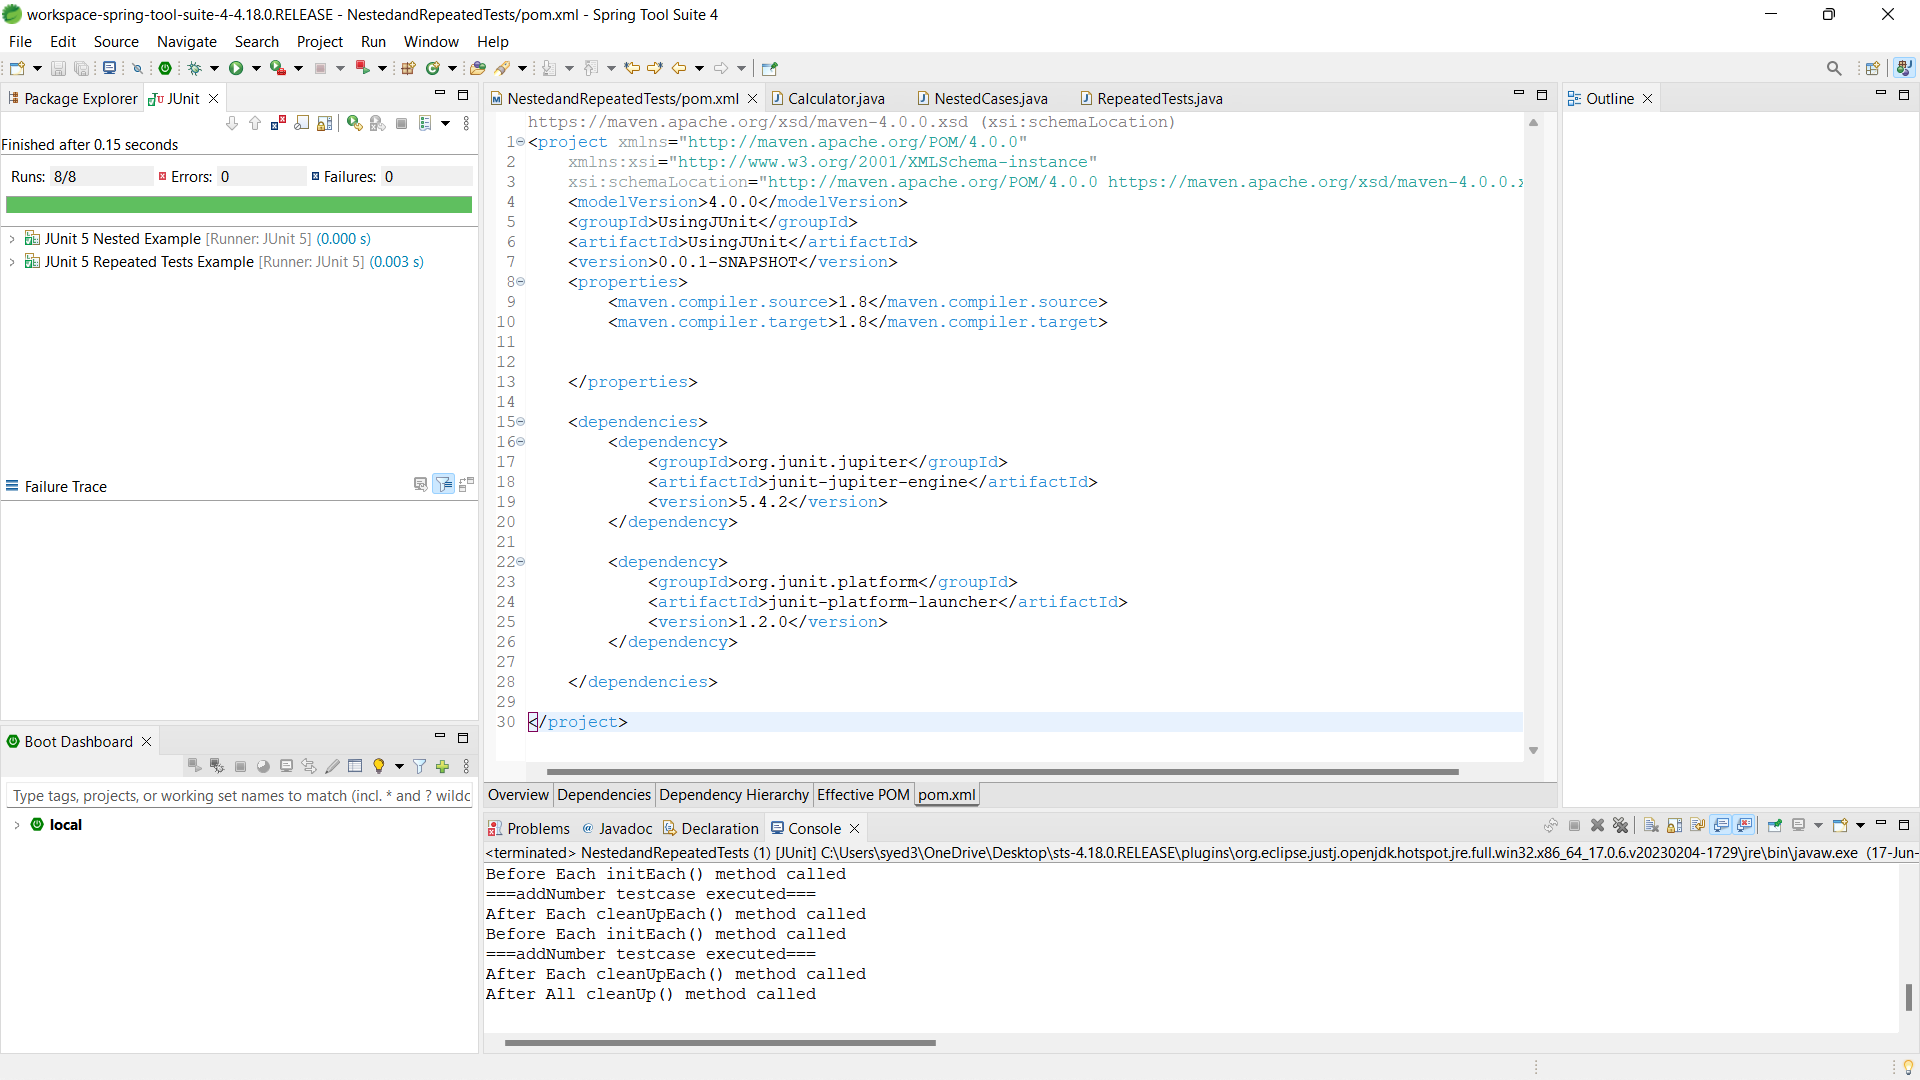 workspace-spring-tool-suite-4-4.18.0.RELEASE - NestedandRepeatedTests/pom.xml - Spring Tool Suite 4
File Edit Source Navigate Search Project Run Window Help
Package Explorer
JUnit
Finished after 0.15 seconds
Runs: 8/8 Errors: 0 Failures: 0
JUnit 5 Nested Example [Runner: JUnit 5] (0.000 s)
JUnit 5 Repeated Tests Example [Runner: JUnit 5] (0.003 s)
Failure Trace
Boot Dashboard
Type tags, projects, or working set names to match (incl. * and ? wildc
local
NestedandRepeatedTests/pom.xml Calculator.java NestedCases.java RepeatedTests.java
https://maven.apache.org/xsd/maven-4.0.0.xsd (xsi:schemaLocation)
1 <project xmlns="http://maven.apache.org/POM/4.0.0"
2 xmlns:xsi="http://www.w3.org/2001/XMLSchema-instance"
3 xsi:schemaLocation="http://maven.apache.org/POM/4.0.0 https://maven.apache.org/xsd/maven-4.0.0.x
4 <modelVersion>4.0.0</modelVersion>
5 <groupId>UsingJUnit</groupId>
6 <artifactId>UsingJUnit</artifactId>
7 <version>0.0.1-SNAPSHOT</version>
8 <properties>
9 <maven.compiler.source>1.8</maven.compiler.source>
10 <maven.compiler.target>1.8</maven.compiler.target>
11
12
13 </properties>
14
15 <dependencies>
16 <dependency>
17 <groupId>org.junit.jupiter</groupId>
18 <artifactId>junit-jupiter-engine</artifactId>
19 <version>5.4.2</version>
20 </dependency>
21
22 <dependency>
23 <groupId>org.junit.platform</groupId>
24 <artifactId>junit-platform-launcher</artifactId>
25 <version>1.2.0</version>
26 </dependency>
27
28 </dependencies>
29
30 </project>
Overview Dependencies Dependency Hierarchy Effective POM pom.xml
Outline
Problems Javadoc Declaration Console
<terminated> NestedandRepeatedTests (1) [JUnit] C:\Users\syed3\OneDrive\Desktop\sts-4.18.0.RELEASE\plugins\org.eclipse.justj.openjdk.hotspot.jre.full.win32.x86_64_17.0.6.v20230204-1729\jre\bin\javaw.exe (17-Jun-
Before Each initEach() method called
===addNumber testcase executed===
After Each cleanUpEach() method called
Before Each initEach() method called
===addNumber testcase executed===
After Each cleanUpEach() method called
After All cleanUp() method called